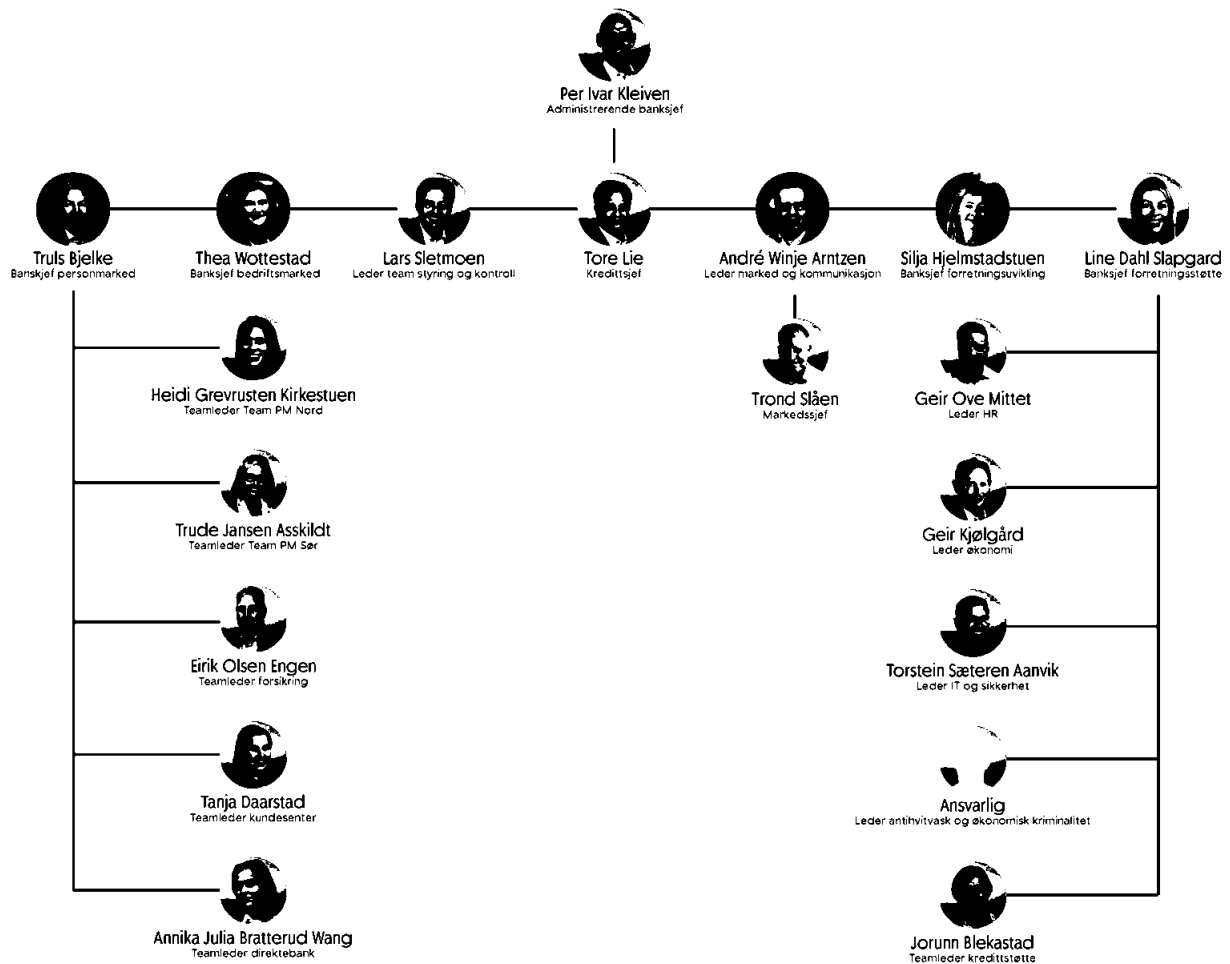 Per Ivar Kleiven
Administrerende banksjef
Truls Bjelke
Banskjef personmarked
Thea Wottestad
Banksjef bedriftsmarked
Lars Sletmoen
Leder team styring og kontroll
Tore Lie
Kredittsjef
André Winje Arntzen
Leder marked og kommunikasjon
Silja Hjelmstadstuen
Banksjef forretningsuvikling
Line Dahl Slapgard
Banksjef forretningsstøtte
Heidi Grevrusten Kirkestuen
Teamleder Team PM Nord
Trude Jansen Asskildt
Teamleder Team PM Sør
Eirik Olsen Engen
Teamleder forsikring
Tanja Daarstad
Teamleder kundesenter
Annika Julia Bratterud Wang
Teamleder direktebank
Trond Slåen
Markedssjef
Geir Ove Mittet
Leder HR
Geir Kjølgård
Leder økonomi
Torstein Sæteren Aanvik
Leder IT og sikkerhet
Ansvarlig
Leder antihvitvask og økonomisk kriminalitet
Jorunn Blekastad
Teamleder kredittstøtte